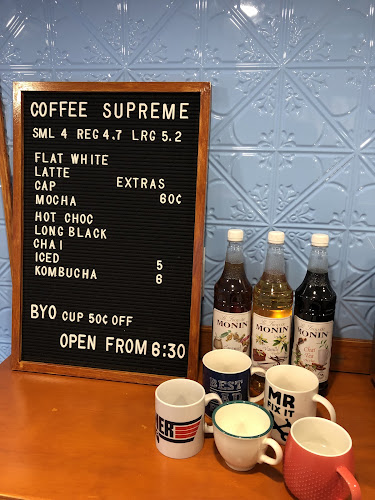 COFFEE SUPREME
SML 4 REG 4.7 LRG 5.2
FLAT WHITE
LATTE
CAP EXTRAS
MOCHA 60¢
HOT CHOC
LONG BLACK
CHAI
ICED 5
KOMBUCHA 6
BYO CUP 50¢ OFF
OPEN FROM 6:30
MONIN
MONIN
MONIN
BEST
MR
FIX IT